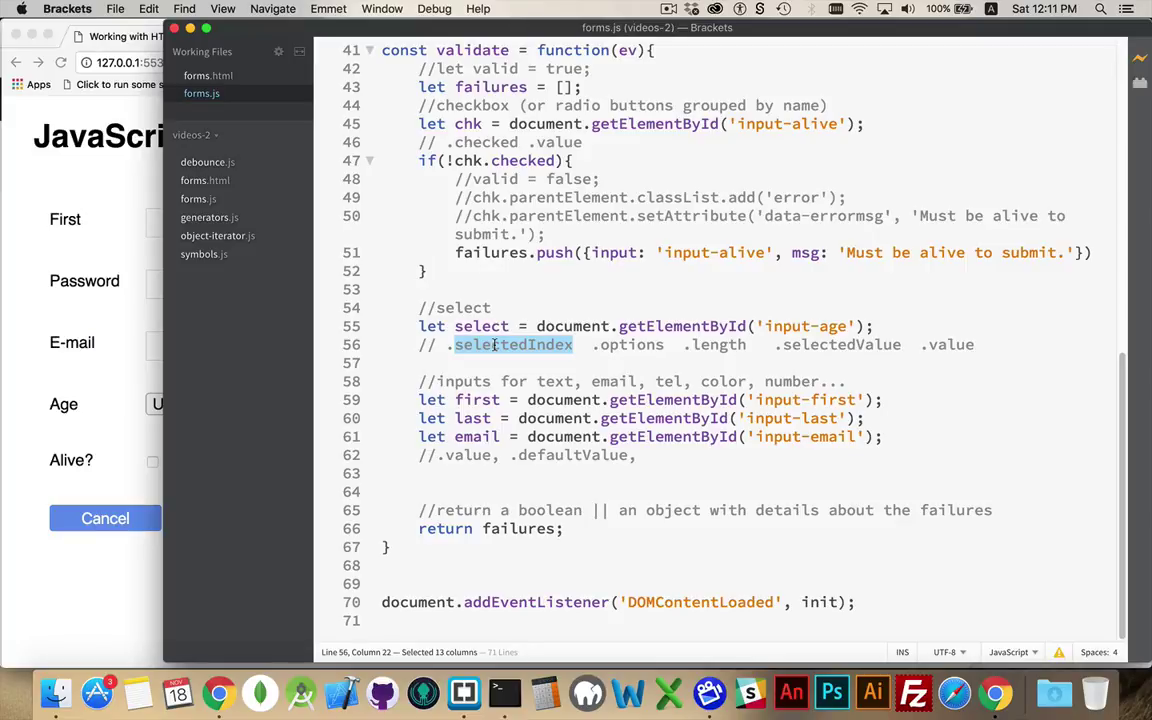 Brackets File Edit Find View Navigate Emmet Window Debug Help 100% A Sat 12:11 PM
Working with HT
127.0.0.1:553
Apps Click to run some s
JavaScri
First
Password
E-mail
Age
U
Alive?
Cancel
forms.js (videos-2) — Brackets
Working Files
forms.html
forms.js
videos-2
debounce.js
forms.html
forms.js
generators.js
object-iterator.js
symbols.js
41 const validate = function(ev){
42 //let valid = true;
43 let failures = [];
44 //checkbox (or radio buttons grouped by name)
45 let chk = document.getElementById('input-alive');
46 // .checked .value
47 if(!chk.checked){
48 //valid = false;
49 //chk.parentElement.classList.add('error');
50 //chk.parentElement.setAttribute('data-errormsg', 'Must be alive to
submit.');
51 failures.push({input: 'input-alive', msg: 'Must be alive to submit.'})
52 }
53
54 //select
55 let select = document.getElementById('input-age');
56 // .selectedIndex .options .length .selectedValue .value
57
58 //inputs for text, email, tel, color, number...
59 let first = document.getElementById('input-first');
60 let last = document.getElementById('input-last');
61 let email = document.getElementById('input-email');
62 //.value, .defaultValue,
63
64
65 //return a boolean || an object with details about the failures
66 return failures;
67 }
68
69
70 document.addEventListener('DOMContentLoaded', init);
71
Line 56, Column 22 — Selected 13 columns — 71 Lines
INS UTF-8 JavaScript Spaces: 4
3
NOV
18
W
X
S
An
Ps
Ai
Fz